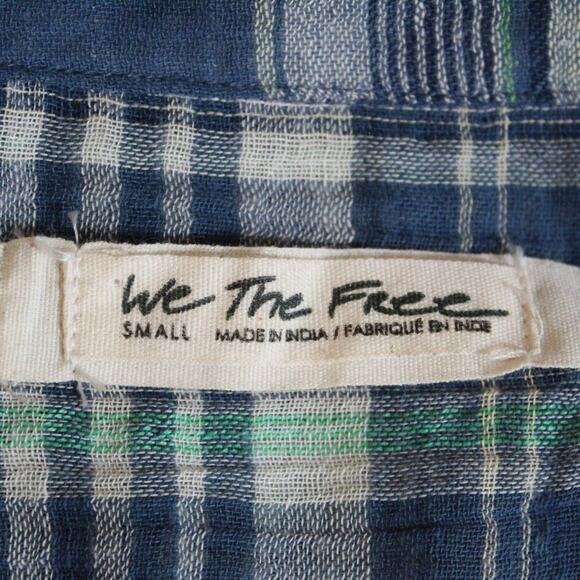 We The Free
SMALL MADE IN INDIA / FABRIQUÉ EN INDE